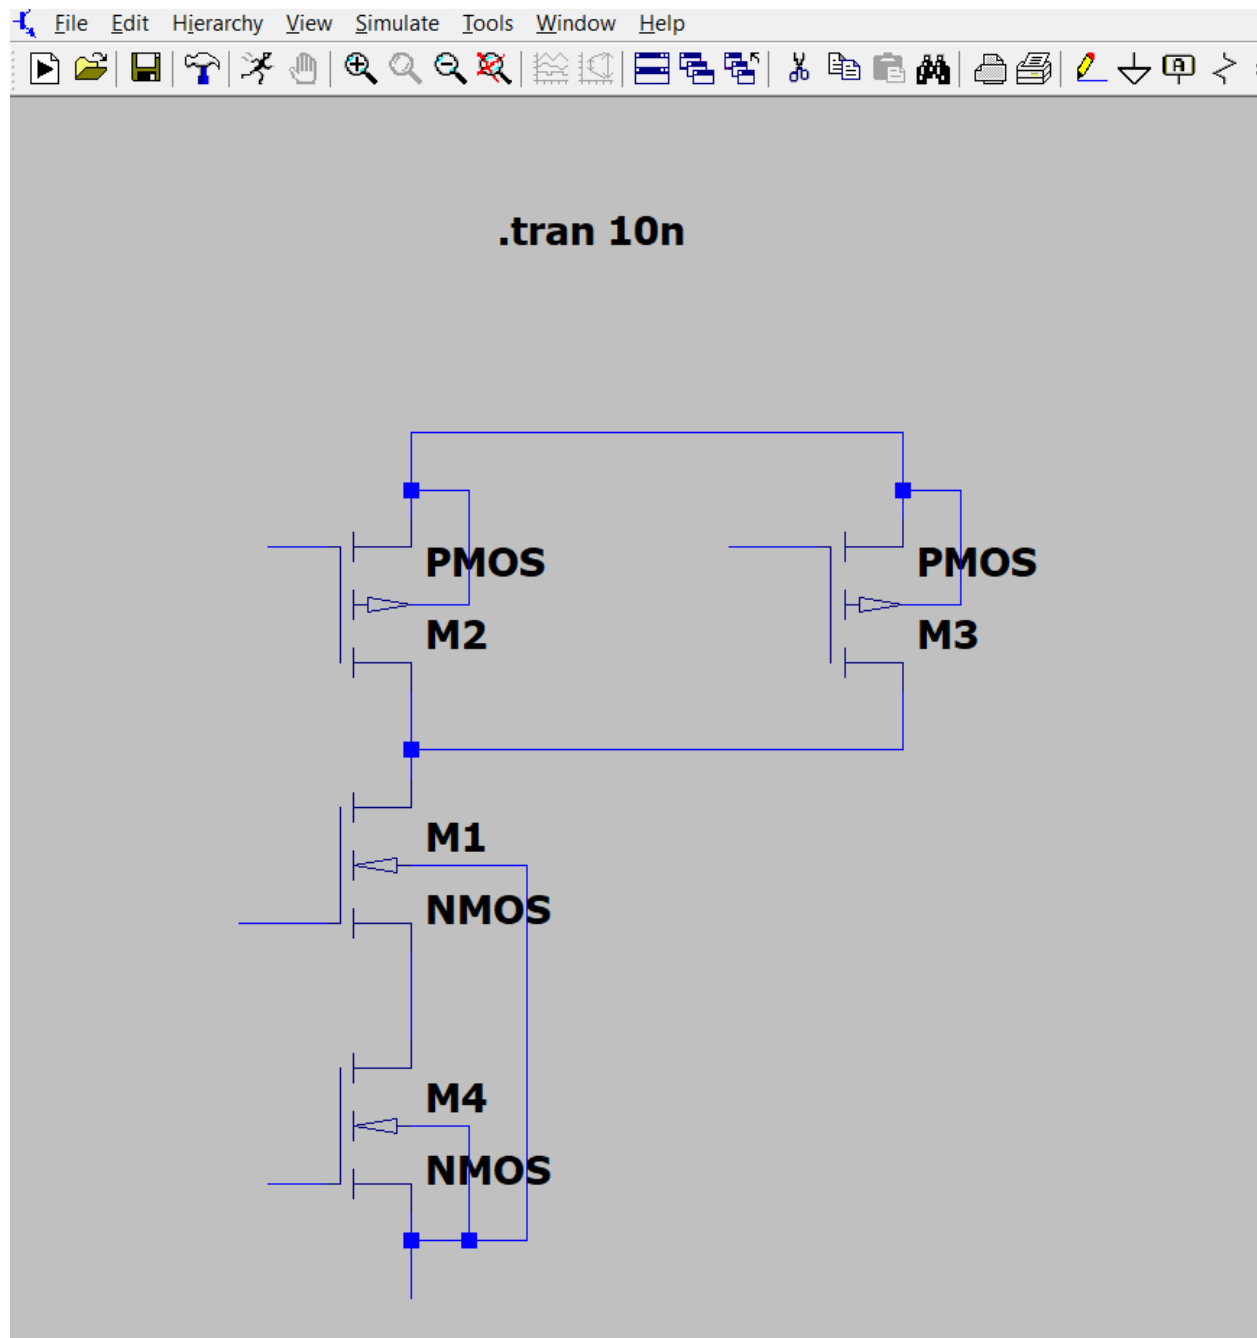 File Edit Hierarchy View Simulate Tools Window Help
A
.tran 10n
PMOS
M2
PMOS
M3
M1
NMOS
M4
NMOS